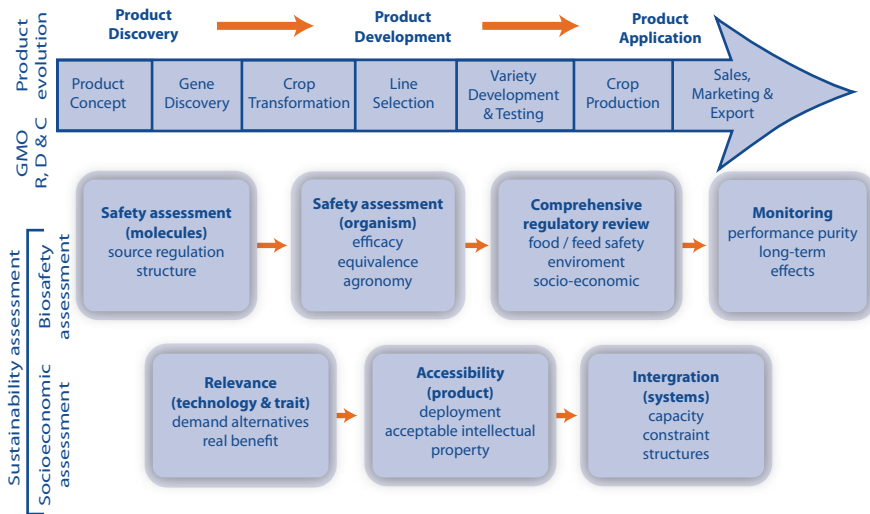 Product
Discovery
Product
Development
Product
Application
Product
evolution
Product
Concept
Gene
Discovery
Crop
Transformation
Line
Selection
Variety
Development
& Testing
Crop
Production
Sales,
Marketing &
Export
GMO
R, D & C
Sustainability assessment
Biosafety
assessment
Safety assessment
(molecules)
source regulation
structure
Safety assessment
(organism)
efficacy
equivalence
agronomy
Comprehensive
regulatory review
food / feed safety
enviroment
socio-economic
Monitoring
performance purity
long-term
effects
Socioeconomic
assessment
Relevance
(technology & trait)
demand alternatives
real benefit
Accessibility
(product)
deployment
acceptable intellectual
property
Intergration
(systems)
capacity
constraint
structures